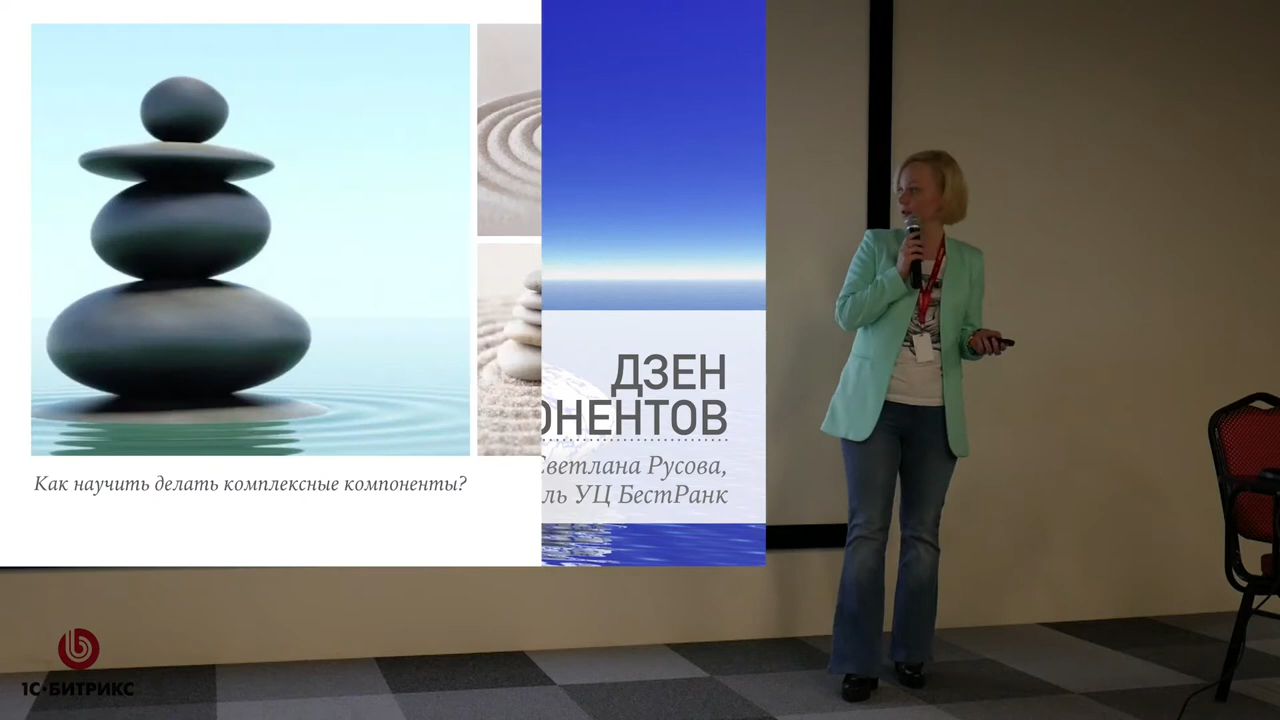 Как научить делать комплексные компоненты?
ДЗЕН
ОНЕНТОВ
Светлана Русова,
ль УЦ БестРанк
1С·БИТРИКС